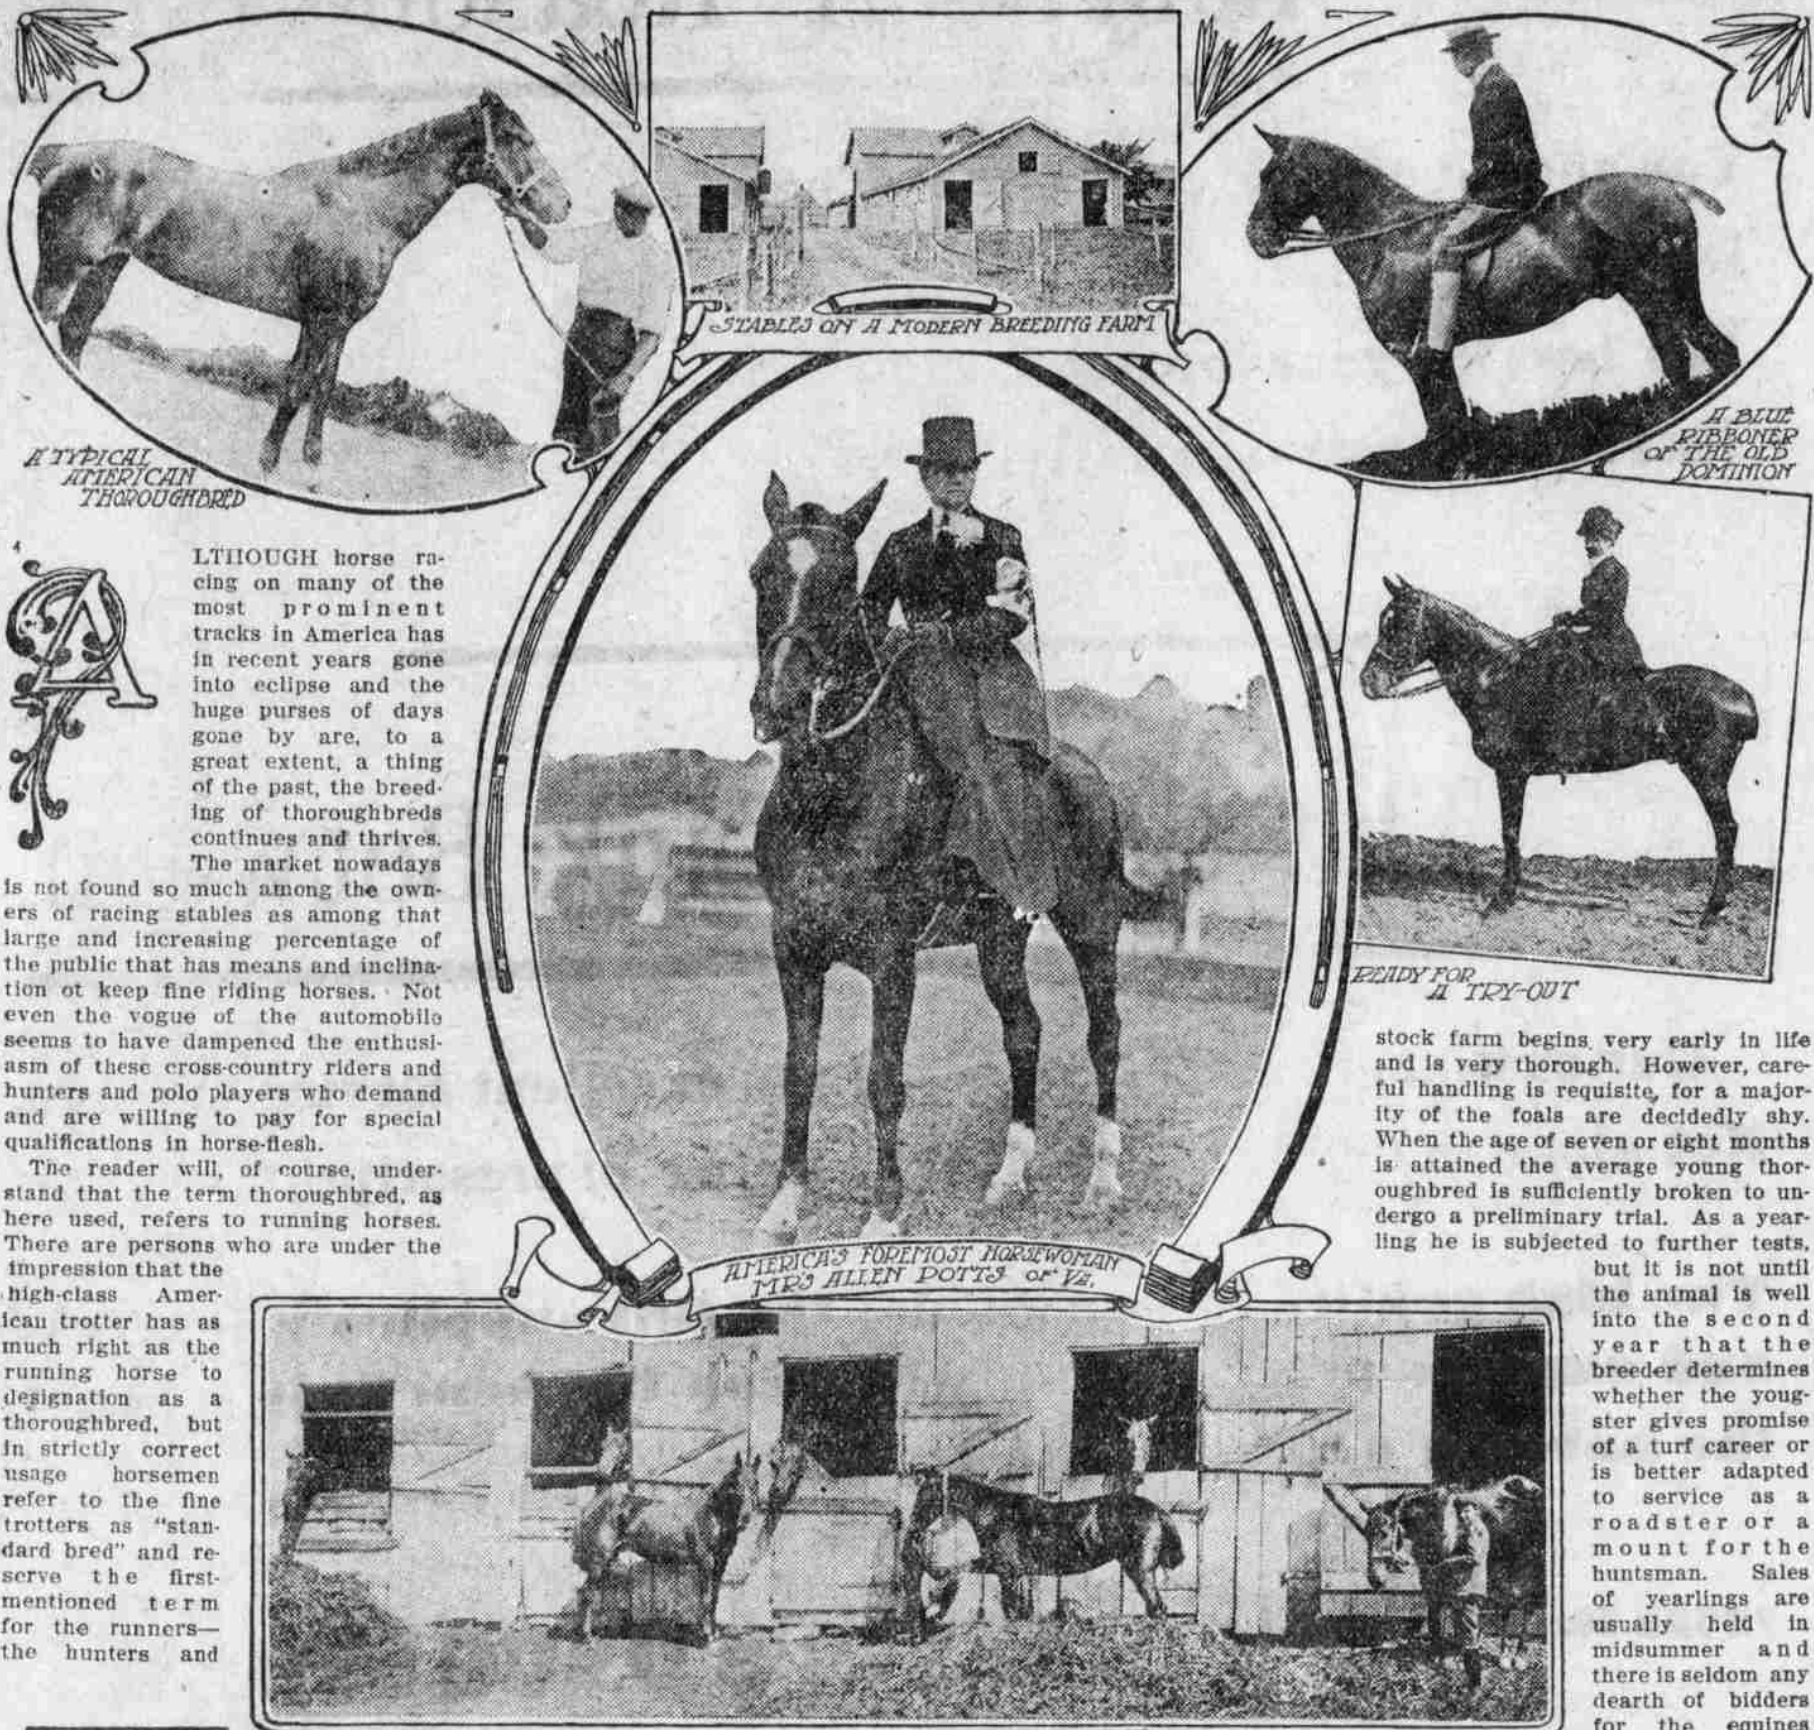 STABLES ON A MODERN BREEDING FARM
A TYPICAL
AMERICAN
THOROUGHBRED
A BLUE
RIBBONER
OF THE OLD
DOMINION
READY FOR
A TRY-OUT
AMERICA'S FOREMOST HORSEWOMAN
MRS ALLEN POTTS OF VA.
A
LTHOUGH horse ra-
cing on many of the
most prominent
tracks in America has
in recent years gone
into eclipse and the
huge purses of days
gone by are, to a
great extent, a thing
of the past, the breed-
ing of thoroughbreds
continues and thrives.
The market nowadays
is not found so much among the own-
ers of racing stables as among that
large and increasing percentage of
the public that has means and inclina-
tion ot keep fine riding horses. Not
even the vogue of the automobile
seems to have dampened the enthusi-
asm of these cross-country riders and
hunters and polo players who demand
and are willing to pay for special
qualifications in horse-flesh.
The reader will, of course, under-
stand that the term thoroughbred, as
here used, refers to running horses.
There are persons who are under the
impression that the
high-class Amer-
ican trotter has as
much right as the
running horse to
designation as a
thoroughbred, but
in strictly correct
usage horsemen
refer to the fine
trotters as "stan-
dard bred" and re-
serve the first-
mentioned term
for the runners—
the hunters and
stock farm begins very early in life
and is very thorough. However, care-
ful handling is requisite, for a major-
ity of the foals are decidedly shy.
When the age of seven or eight months
is attained the average young thor-
oughbred is sufficiently broken to un-
dergo a preliminary trial. As a year-
ling he is subjected to further tests,
but it is not until
the animal is well
into the second
year that the
breeder determines
whether the youg-
ster gives promise
of a turf career or
is better adapted
to service as a
roadster or a
mount for the
huntsman. Sales
of yearlings are
usually held in
midsummer and
there is seldom any
dearth of bidders
for the equines